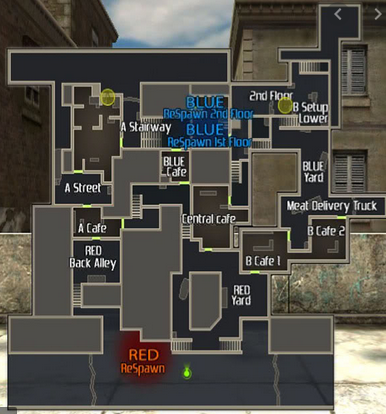 BLUE
ReSpawn 2nd Floor
2nd Floor
B Setup
Lower
A Stairway
BLUE
ReSpawn 1st Floor
BLUE
Cafe
BLUE
Yard
A Street
Meat Delivery Truck
Central cafe
A Cafe
B Cafe 2
RED
Back Alley
B Cafe 1
RED
Yard
RED
ReSpawn